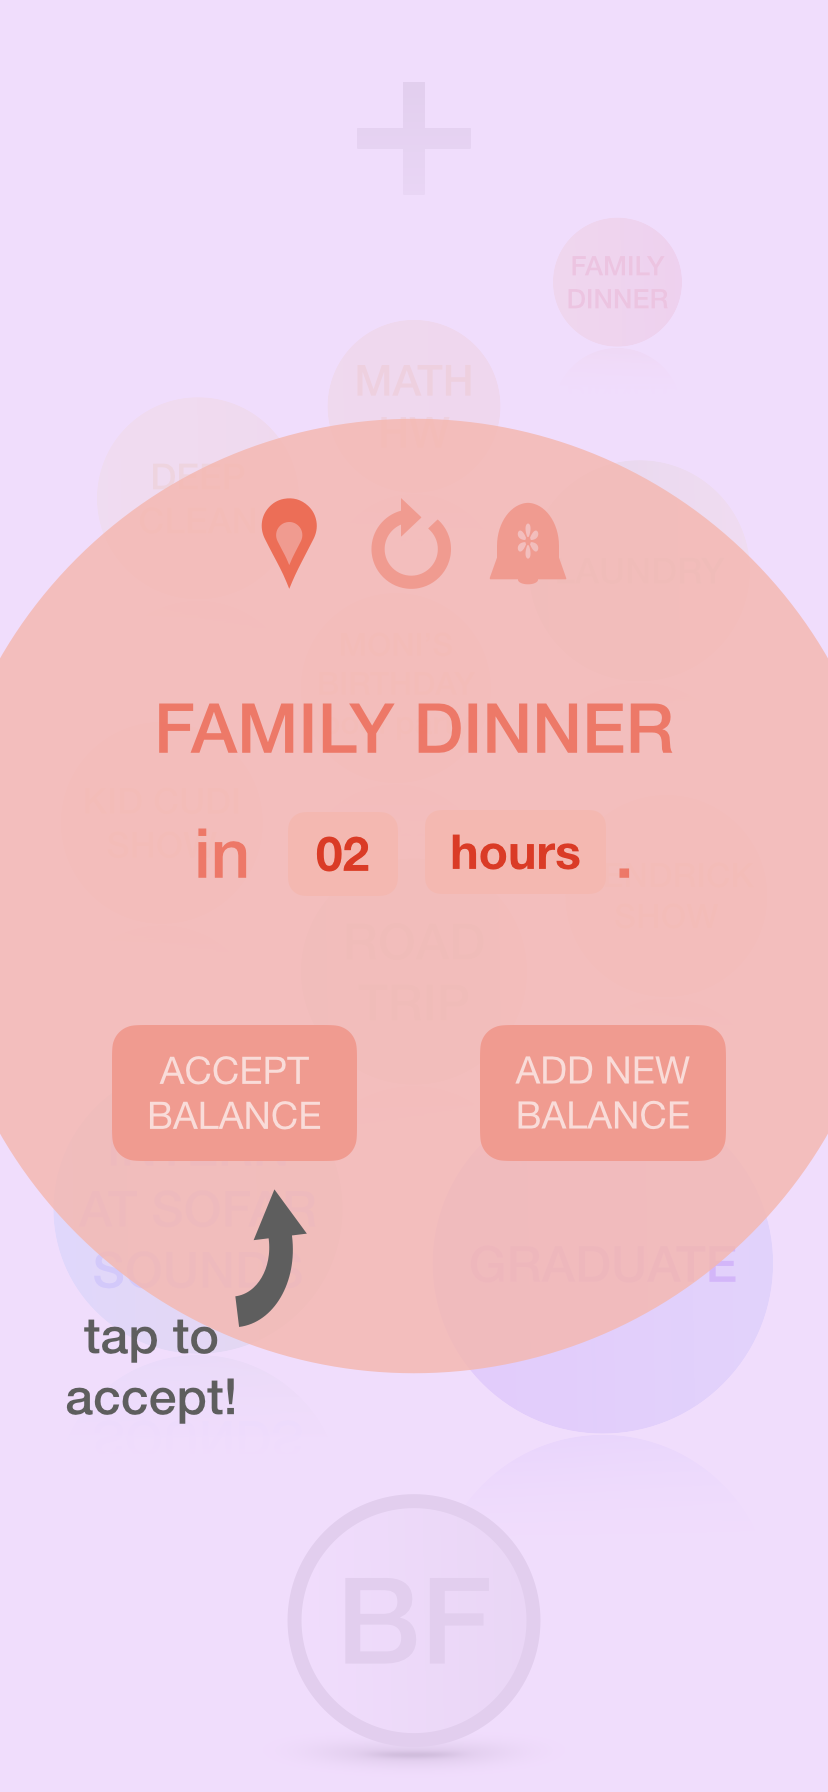 FAMILY
DINNER
MATH
HW
LAUNDRY
FAMILY DINNER
in 02 hours .
ROAD
TRIP
ACCEPT
BALANCE
ADD NEW
BALANCE
AT SOFAR
SOUNDS
GRADUATE
tap to
accept!
BF